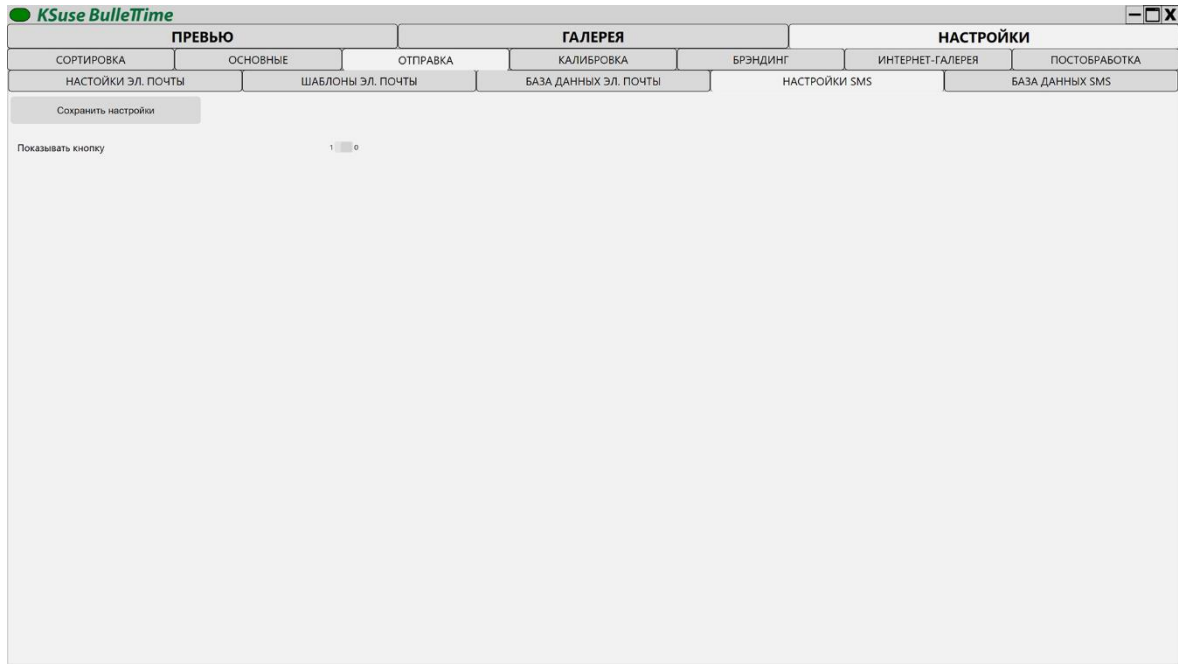 KSuse BulleTTime
X
ПРЕВЬЮ ГАЛЕРЕЯ НАСТРОЙКИ
СОРТИРОВКА ОСНОВНЫЕ ОТПРАВКА КАЛИБРОВКА БРЭНДИНГ ИНТЕРНЕТ-ГАЛЕРЕЯ ПОСТОБРАБОТКА
НАСТОЙКИ ЭЛ. ПОЧТЫ ШАБЛОНЫ ЭЛ. ПОЧТЫ БАЗА ДАННЫХ ЭЛ. ПОЧТЫ НАСТРОЙКИ SMS БАЗА ДАННЫХ SMS
Сохранить настройки
Показывать кнопку 1 0